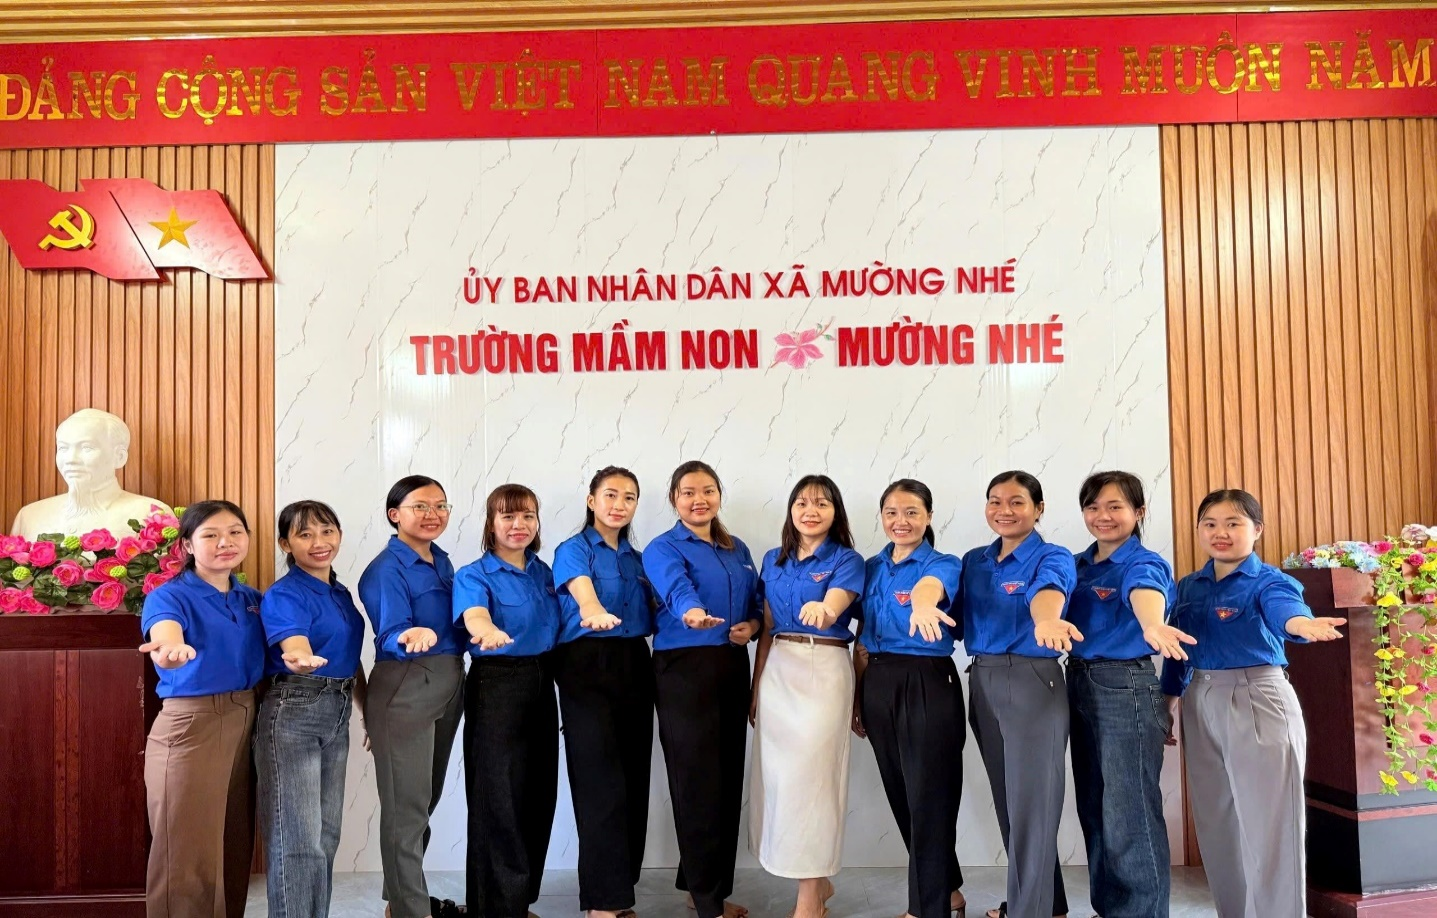 ĐẢNG CỘNG SẢN VIỆT NAM QUANG VINH MUÔN NĂM
ỦY BAN NHÂN DÂN XÃ MƯỜNG NHÉ
TRƯỜNG MẦM NON MƯỜNG NHÉ